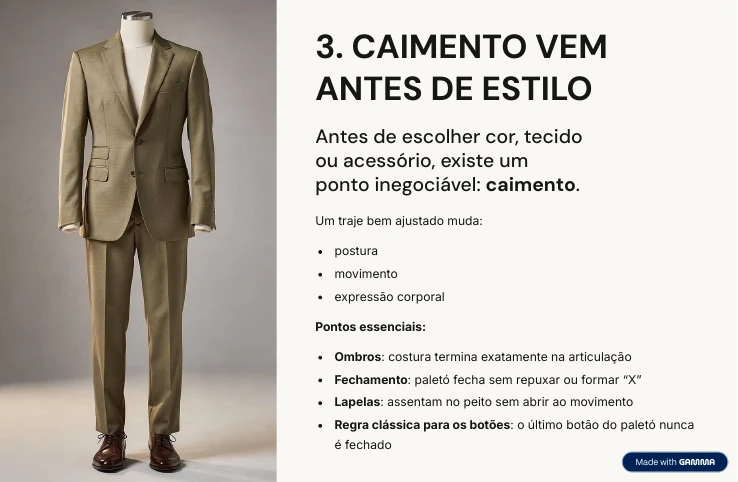 3. CAIMENTO VEM
ANTES DE ESTILO
Antes de escolher cor, tecido
ou acessório, existe um
ponto inegociável: caimento.
Um traje bem ajustado muda:
• postura
• movimento
• expressão corporal
Pontos essenciais:
• Ombros: costura termina exatamente na articulação
• Fechamento: paletó fecha sem repuxar ou formar “X”
• Lapelas: assentam no peito sem abrir ao movimento
• Regra clássica para os botões: o último botão do paletó nunca
é fechado
Made with GAMMA